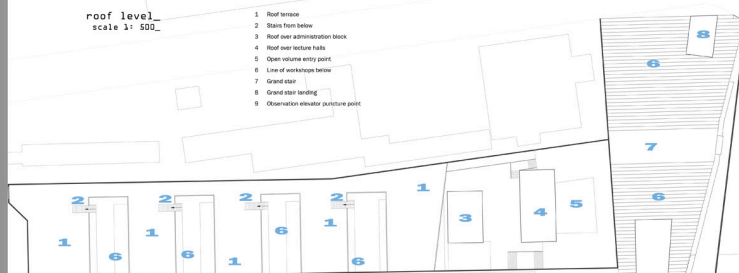 roof level_
scale 1: 500_
1 Roof terrace
2 Stairs from below
3 Roof over administration block
4 Roof over lecture halls
5 Open volume entry point
6 Line of workshops below
7 Grand stair
8 Grand stair landing
9 Observation elevator puncture point
8
6
7
6
2
2
2
2
1
3
4
5
1
6
1
6
1
6
1
6